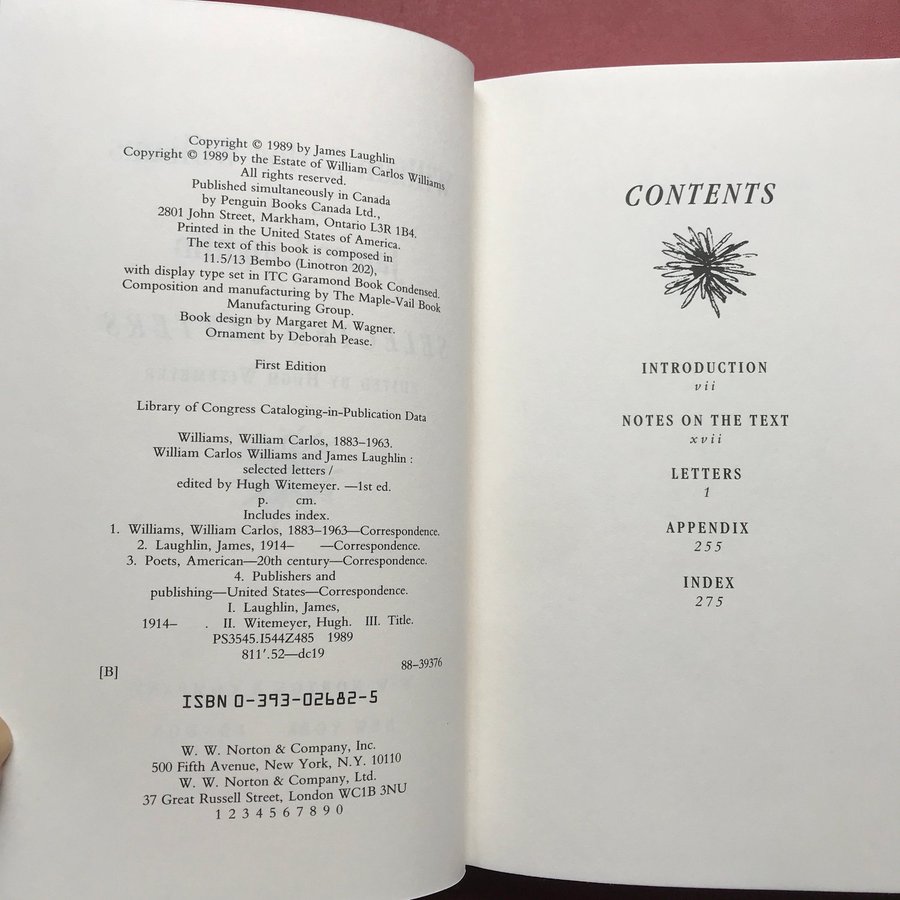 Copyright © 1989 by James Laughlin
Copyright © 1989 by the Estate of William Carlos Williams
All rights reserved.
Published simultaneously in Canada
by Penguin Books Canada Ltd.,
2801 John Street, Markham, Ontario L3R 1B4.
Printed in the United States of America.
The text of this book is composed in
11.5/13 Bembo (Linotron 202),
with display type set in ITC Garamond Book Condensed.
Composition and manufacturing by The Maple-Vail Book
Manufacturing Group.
Book design by Margaret M. Wagner.
Ornament by Deborah Pease.
First Edition
Library of Congress Cataloging-in-Publication Data
Williams, William Carlos, 1883–1963.
William Carlos Williams and James Laughlin :
selected letters /
edited by Hugh Witemeyer. —1st ed.
p. cm.
Includes index.
1. Williams, William Carlos, 1883–1963—Correspondence.
2. Laughlin, James, 1914– —Correspondence.
3. Poets, American—20th century—Correspondence.
4. Publishers and
publishing—United States—Correspondence.
I. Laughlin, James,
1914– . II. Witemeyer, Hugh. III. Title.
PS3545.I544Z485 1989
811′.52—dc19
[B] 88–39376
ISBN 0-393-02682-5
W. W. Norton & Company, Inc.
500 Fifth Avenue, New York, N.Y. 10110
W. W. Norton & Company, Ltd.
37 Great Russell Street, London WC1B 3NU
1 2 3 4 5 6 7 8 9 0
CONTENTS
INTRODUCTION
vii
NOTES ON THE TEXT
xvii
LETTERS
1
APPENDIX
255
INDEX
275